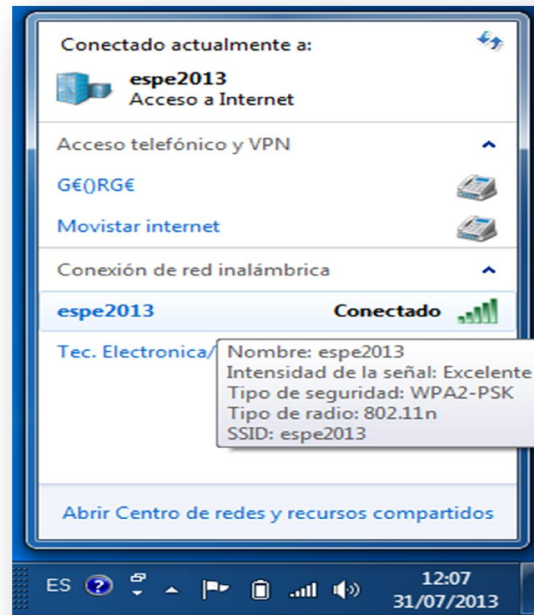 Conectado actualmente a:
espe2013
Acceso a Internet
Acceso telefónico y VPN
G€()RG€
Movistar internet
Conexión de red inalámbrica
espe2013 Conectado
Tec. Electronica/
Nombre: espe2013
Intensidad de la señal: Excelente
Tipo de seguridad: WPA2-PSK
Tipo de radio: 802.11n
SSID: espe2013
Abrir Centro de redes y recursos compartidos
ES
12:07
31/07/2013